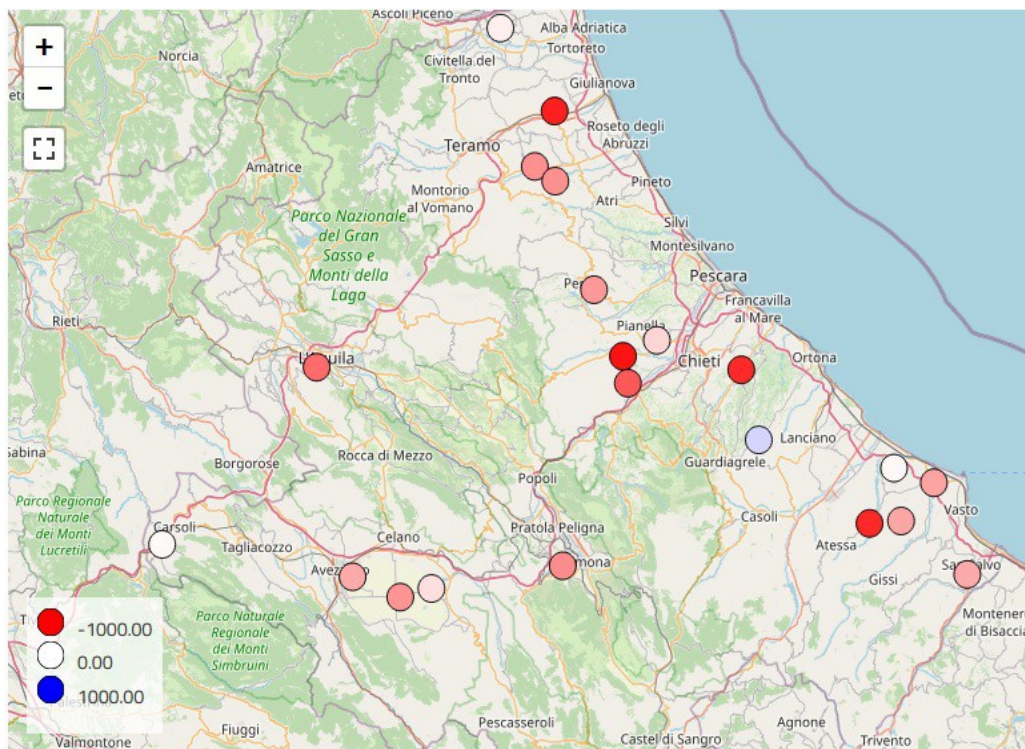 Ascoli Piceno
Alba Adriatica
Tortoreto
Norcia
Civitella del
Tronto
Giulianova
Roseto degli
Abruzzi
Teramo
Amatrice
Montorio
al Vomano
Pineto
Atri
Parco Nazionale
del Gran
Sasso e
Monti della
Laga
Silvi
Montesilvano
Pescara
Francavilla
al Mare
Rieti
Pianella
Chieti
Ortona
Rocca di Mezzo
Borgorose
Guardiagrele
Lanciano
Popoli
Parco Regionale
Naturale
dei Monti
Lucretili
Carsoli
Tagliacozzo
Celano
Pratola Peligna
Casoli
Vasto
Atessa
Gissi
Parco Naturale
Regionale
dei Monti
Simbruini
Montenero
di Bisaccia
Fiuggi
Pescasseroli
Agnone
Castel di Sangro
Trivento
Valmontone
+
−
-1000.00
0.00
1000.00